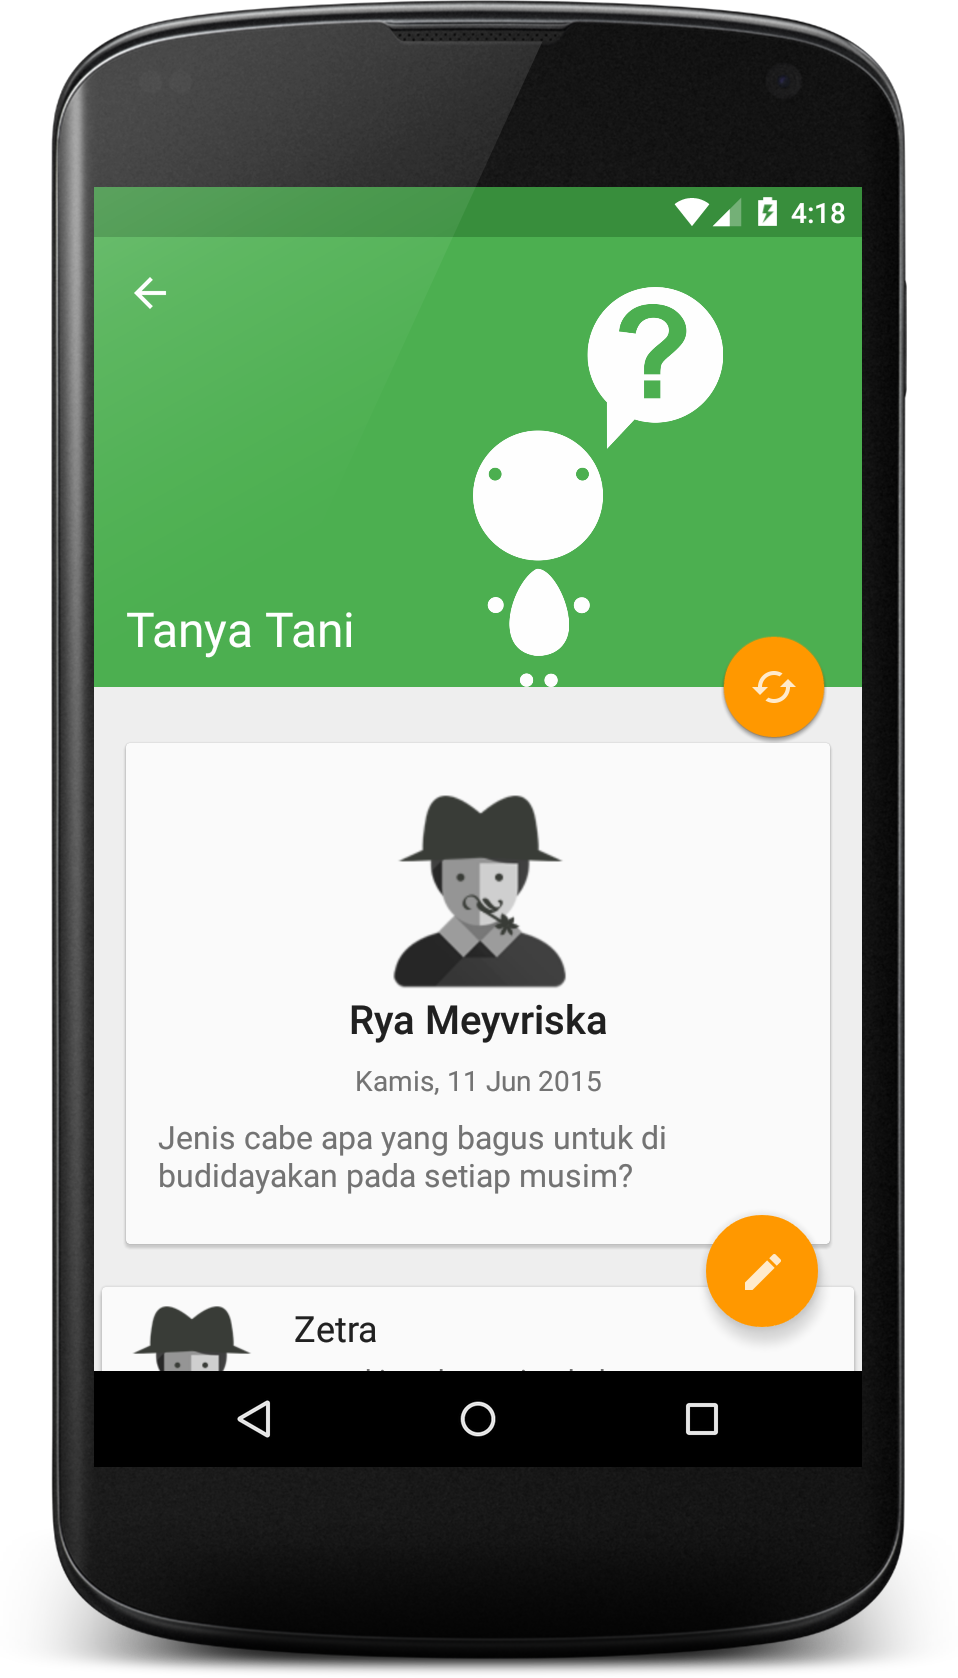 4:18
?
Tanya Tani
Rya Meyvriska
Kamis, 11 Jun 2015
Jenis cabe apa yang bagus untuk di
budidayakan pada setiap musim?
Zetra